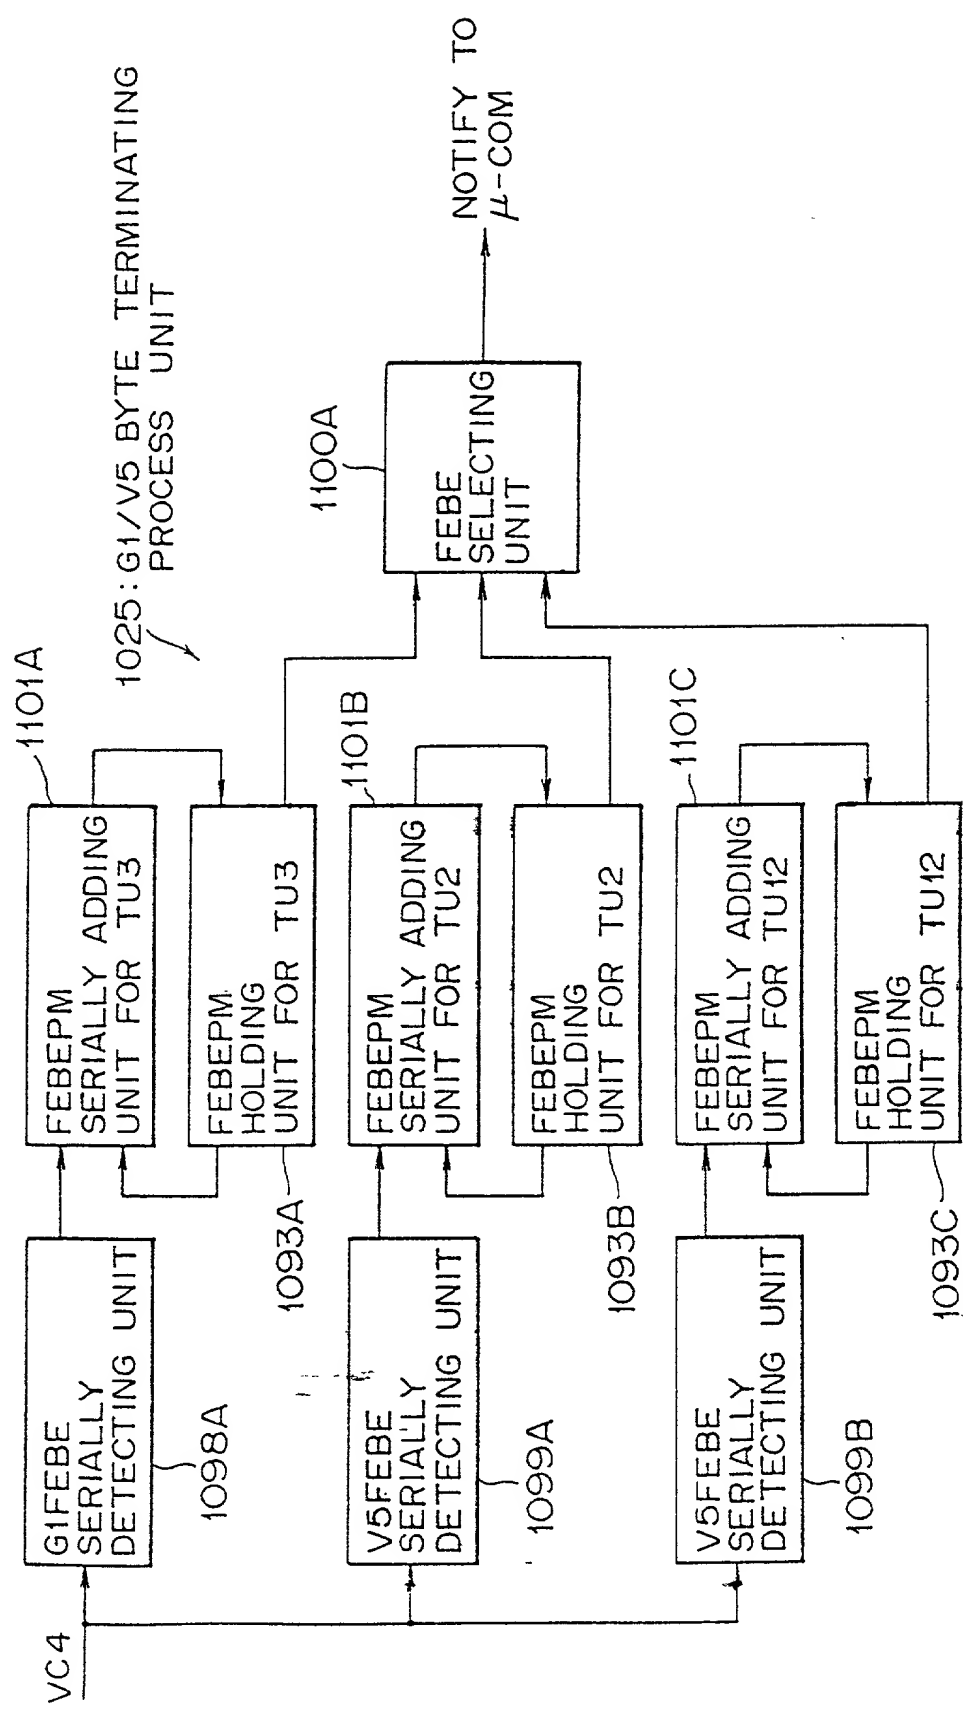 1025:G1/V5 BYTE TERMINATING
PROCESS UNIT
VC4
G1FEBE
SERIALLY
DETECTING UNIT
1098A
FEBEPM
SERIALLY ADDING
UNIT FOR TU3
1101A
FEBEPM
HOLDING
UNIT FOR TU3
1093A
V5FEBE
SERIALLY
DETECTING UNIT
1099A
FEBEPM
SERIALLY ADDING
UNIT FOR TU2
1101B
FEBEPM
HOLDING
UNIT FOR TU2
1093B
V5FEBE
SERIALLY
DETECTING UNIT
1099B
FEBEPM
SERIALLY ADDING
UNIT FOR TU12
1101C
FEBEPM
HOLDING
UNIT FOR TU12
1093C
FEBE
SELECTING
UNIT
1100A
NOTIFY TO
μ-COM